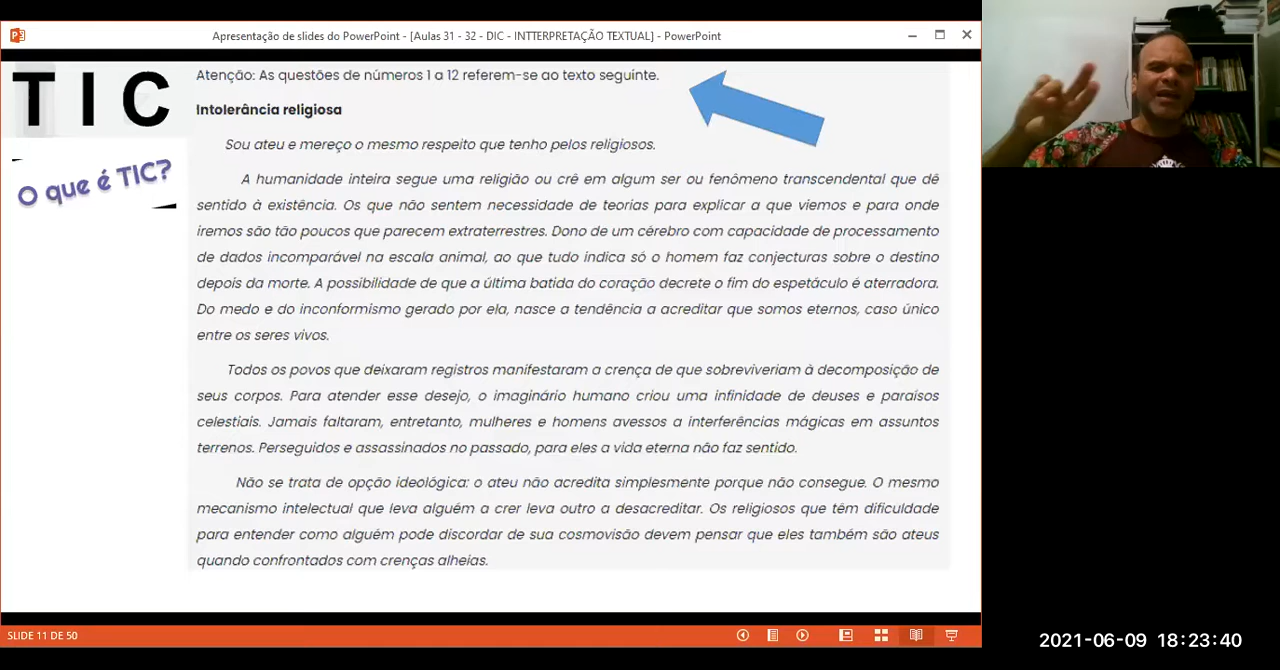 Apresentação de slides do PowerPoint - [Aulas 31 - 32 - DIC - INTTERPRETAÇÃO TEXTUAL] - PowerPoint
T I C
O que é TIC?
Atenção: As questões de números 1 a 12 referem-se ao texto seguinte.
Intolerância religiosa
Sou ateu e mereço o mesmo respeito que tenho pelos religiosos.
A humanidade inteira segue uma religião ou crê em algum ser ou fenômeno transcendental que dê
sentido à existência. Os que não sentem necessidade de teorias para explicar a que viemos e para onde
iremos são tão poucos que parecem extraterrestres. Dono de um cérebro com capacidade de processamento
de dados incomparável na escala animal, ao que tudo indica só o homem faz conjecturas sobre o destino
depois da morte. A possibilidade de que a última batida do coração decrete o fim do espetáculo é aterradora.
Do medo e do inconformismo gerado por ela, nasce a tendência a acreditar que somos eternos, caso único
entre os seres vivos.
Todos os povos que deixaram registros manifestaram a crença de que sobreviveriam à decomposição de
seus corpos. Para atender esse desejo, o imaginário humano criou uma infinidade de deuses e paraísos
celestiais. Jamais faltaram, entretanto, mulheres e homens avessos a interferências mágicas em assuntos
terrenos. Perseguidos e assassinados no passado, para eles a vida eterna não faz sentido.
Não se trata de opção ideológica: o ateu não acredita simplesmente porque não consegue. O mesmo
mecanismo intelectual que leva alguém a crer leva outro a desacreditar. Os religiosos que têm dificuldade
para entender como alguém pode discordar de sua cosmovisão devem pensar que eles também são ateus
quando confrontados com crenças alheias.
SLIDE 11 DE 50
2021-06-09 18:23:40